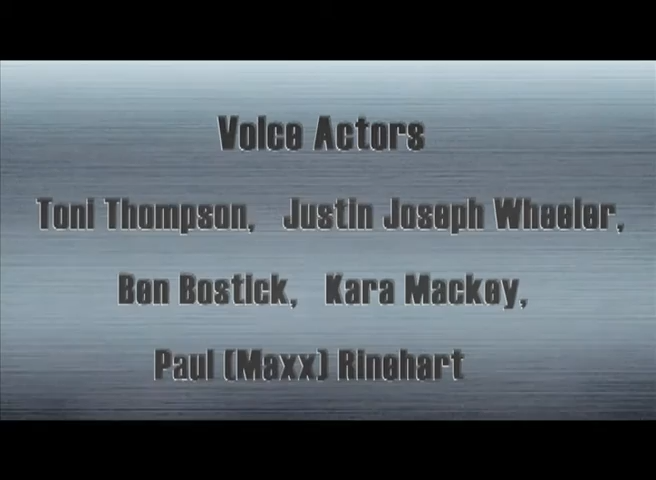 Voice Actors
Toni Thompson, Justin Joseph Wheeler,
Ben Bostick, Kara Mackey,
Paul (Maxx) Rinehart